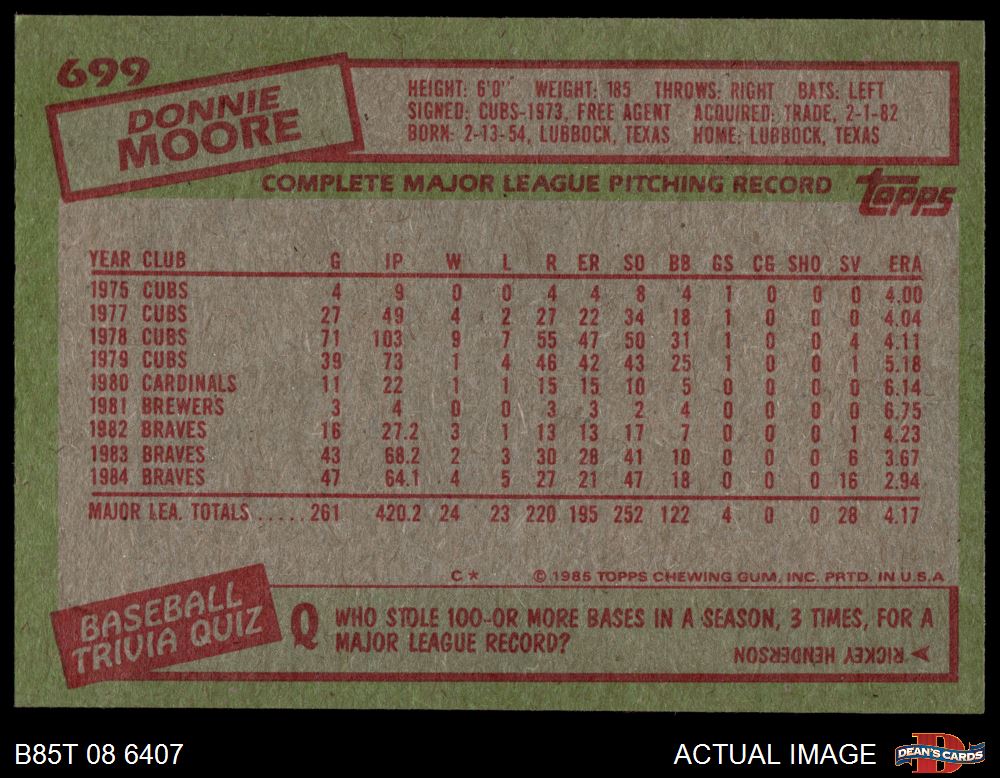 699
DONNIE
MOORE
HEIGHT: 6'0" WEIGHT: 185 THROWS: RIGHT BATS: LEFT
SIGNED: CUBS-1973, FREE AGENT ACQUIRED: TRADE, 2-1-82
BORN: 2-13-54, LUBBOCK, TEXAS HOME: LUBBOCK, TEXAS
COMPLETE MAJOR LEAGUE PITCHING RECORD
topps
YEAR CLUB G IP W L R ER SO BB GS CG SHO SV ERA
1975 CUBS 4 9 0 0 4 4 8 4 1 0 0 0 4.00
1977 CUBS 27 49 4 2 27 22 34 18 1 0 0 0 4.04
1978 CUBS 71 103 9 7 55 47 50 31 1 0 0 4 4.11
1979 CUBS 39 73 1 4 46 42 43 25 1 0 0 1 5.18
1980 CARDINALS 11 22 1 1 15 15 10 5 0 0 0 0 6.14
1981 BREWERS 3 4 0 0 3 3 2 4 0 0 0 0 6.75
1982 BRAVES 16 27.2 3 1 13 13 17 7 0 0 0 1 4.23
1983 BRAVES 43 68.2 2 3 30 28 41 10 0 0 0 6 3.67
1984 BRAVES 47 64.1 4 5 27 21 47 18 0 0 0 16 2.94
MAJOR LEA. TOTALS.....261 420.2 24 23 220 195 252 122 4 0 0 28 4.17
C* © 1985 TOPPS CHEWING GUM, INC. PRTD. IN U.S.A
BASEBALL
TRIVIA QUIZ
Q WHO STOLE 100-OR MORE BASES IN A SEASON, 3 TIMES, FOR A
MAJOR LEAGUE RECORD?
RICKEY HENDERSON
B85T 08 6407
ACTUAL IMAGE
D
DEAN'S CARDS